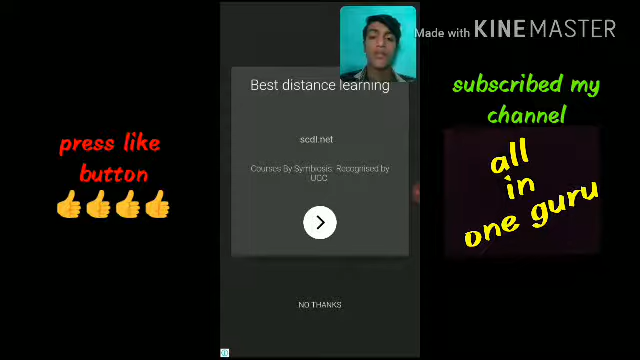 Made with KINEMASTER
Best distance learning
scdl.net
Courses By Symbiosis. Recognised by
UGC
NO THANKS
press like
button
subscribed my
channel
all
in
one guru